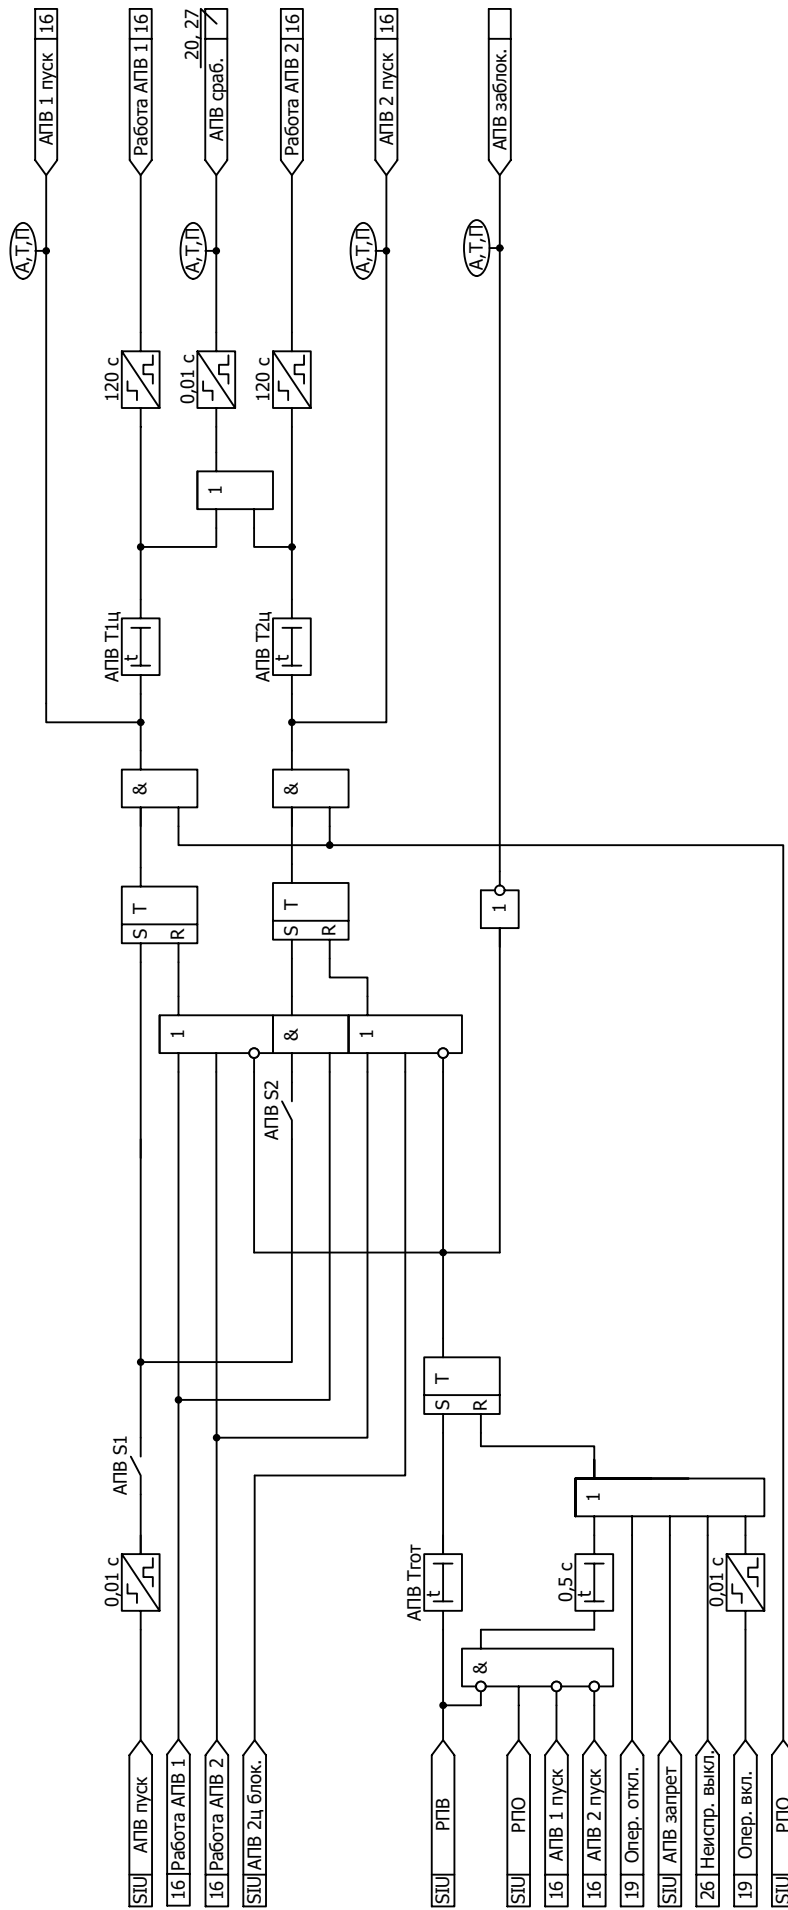 АПВ 1 пуск 16
Работа АПВ 1 16
20, 27
АПВ сраб.
Работа АПВ 2 16
АПВ 2 пуск 16
АПВ заблок.
А,Т,П
А,Т,П
А,Т,П
А,Т,П
120 с
0,01 с
120 с
1
АПВ Т1ц
t
АПВ Т2ц
t
&
&
S T
R
S T
R
1
1
&
1
АПВ S2
АПВ S1
S T
R
1
0,01 с
АПВ Тгот
t
0,5 с
t
0,01 с
&
SIU АПВ пуск
16 Работа АПВ 1
16 Работа АПВ 2
SIU АПВ 2ц блок.
SIU РПВ
SIU РПО
16 АПВ 1 пуск
16 АПВ 2 пуск
19 Опер. откл.
SIU АПВ запрет
26 Неиспр. выкл.
19 Опер. вкл.
SIU РПО